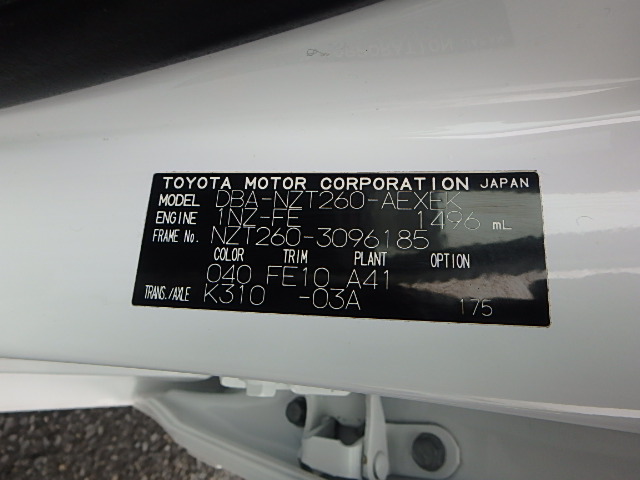 TOYOTA MOTOR CORPORATION JAPAN
MODEL DBA-NZT260-AEXEK
ENGINE 1NZ-FE 1496 mL
FRAME No. NZT260-3096185
COLOR TRIM PLANT OPTION
040 FE10 A41
TRANS./AXLE K310 -03A 175